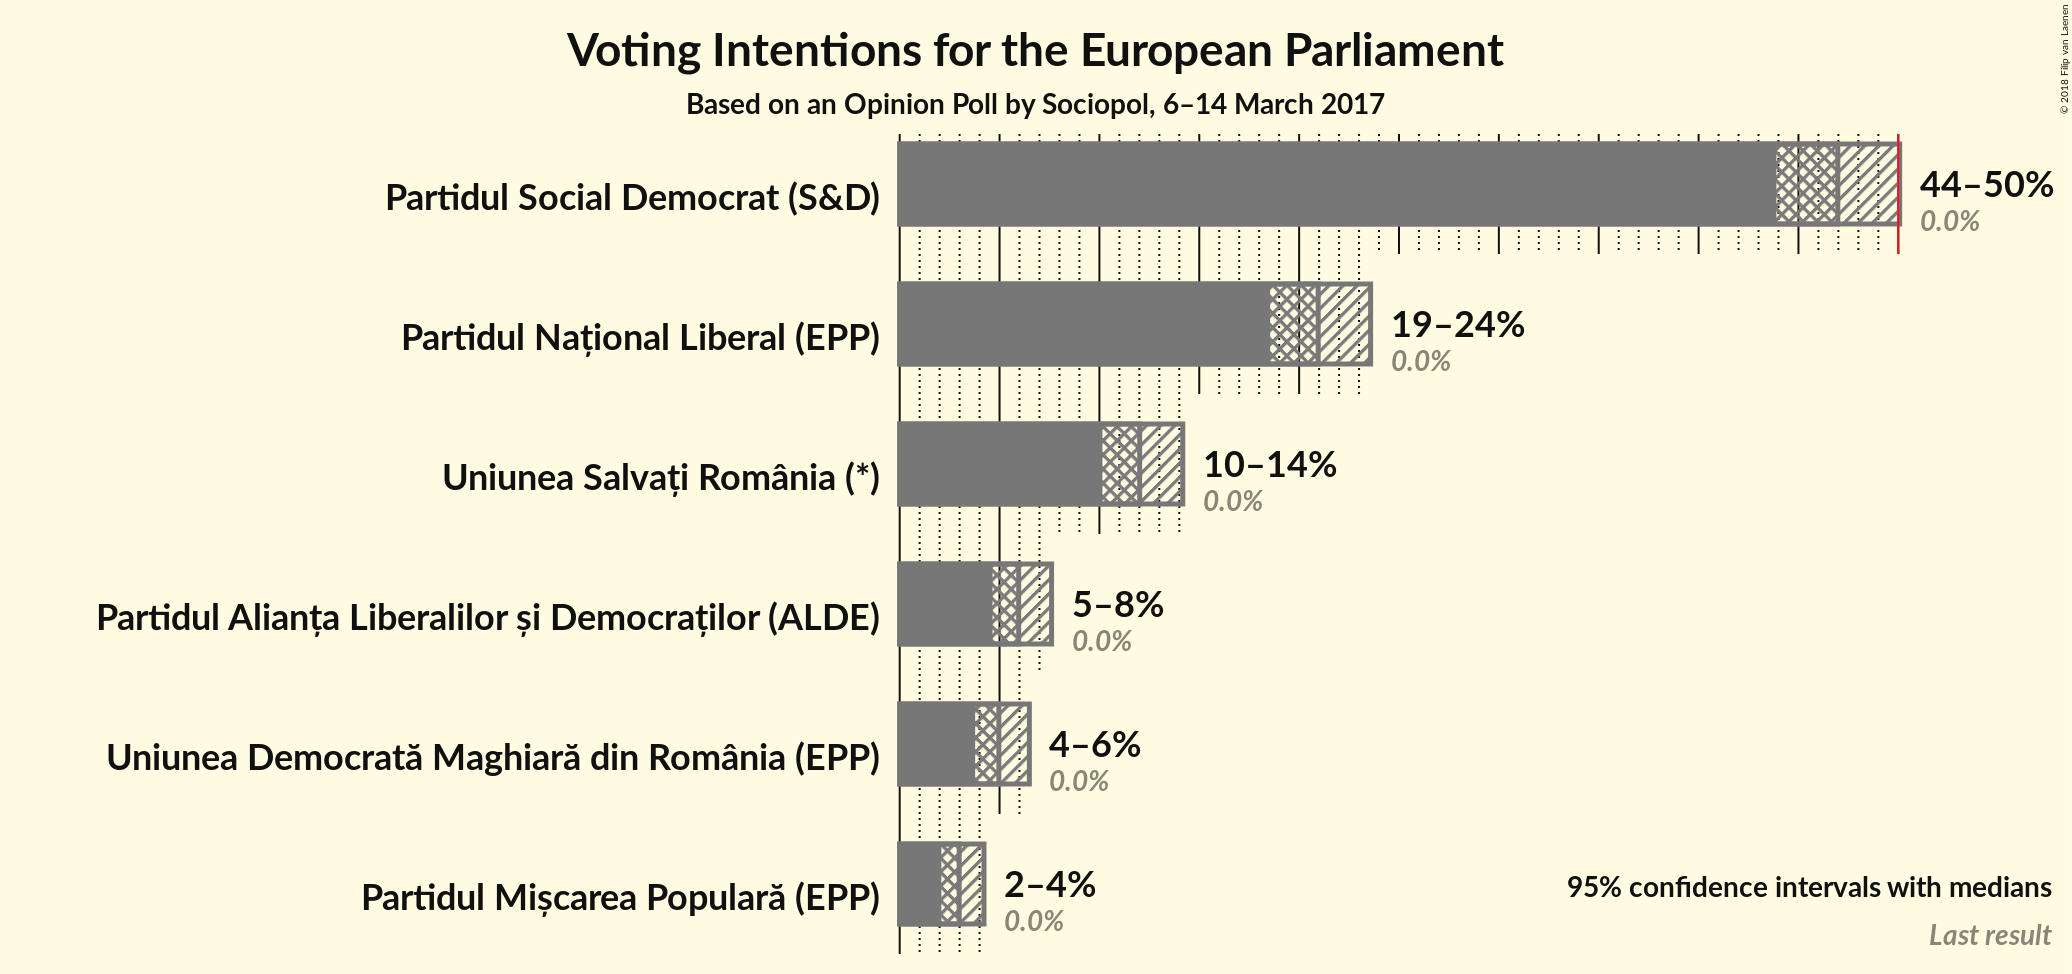 Voting Intentions for the European Parliament
Based on an Opinion Poll by Sociopol, 6–14 March 2017
© 2018 Filip van Laenen
Partidul Social Democrat (S&D)
44–50%
0.0%
Partidul Național Liberal (EPP)
19–24%
0.0%
Uniunea Salvați România (*)
10–14%
0.0%
Partidul Alianța Liberalilor și Democraților (ALDE)
5–8%
0.0%
Uniunea Democrată Maghiară din România (EPP)
4–6%
0.0%
Partidul Mișcarea Populară (EPP)
2–4%
0.0%
95% confidence intervals with medians
Last result